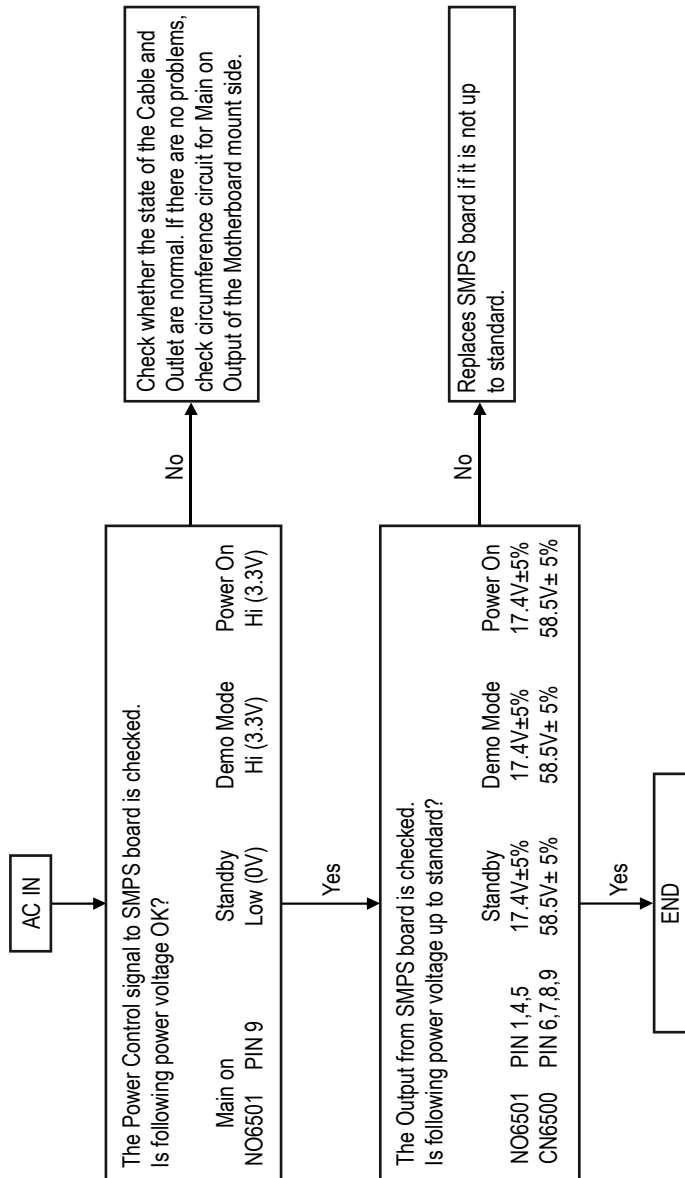 AC IN
The Power Control signal to SMPS board is checked.
Is following power voltage OK?
Main on Standby Demo Mode Power On
NO6501 PIN 9 Low (0V) Hi (3.3V) Hi (3.3V)
No
Check whether the state of the Cable and
Outlet are normal. If there are no problems,
check circumference circuit for Main on
Output of the Motherboard mount side.
Yes
The Output from SMPS board is checked.
Is following power voltage up to standard?
Standby Demo Mode Power On
NO6501 PIN 1,4,5 17.4V±5% 17.4V±5% 17.4V±5%
CN6500 PIN 6,7,8,9 58.5V± 5% 58.5V± 5% 58.5V± 5%
No
Replaces SMPS board if it is not up
to standard.
Yes
END